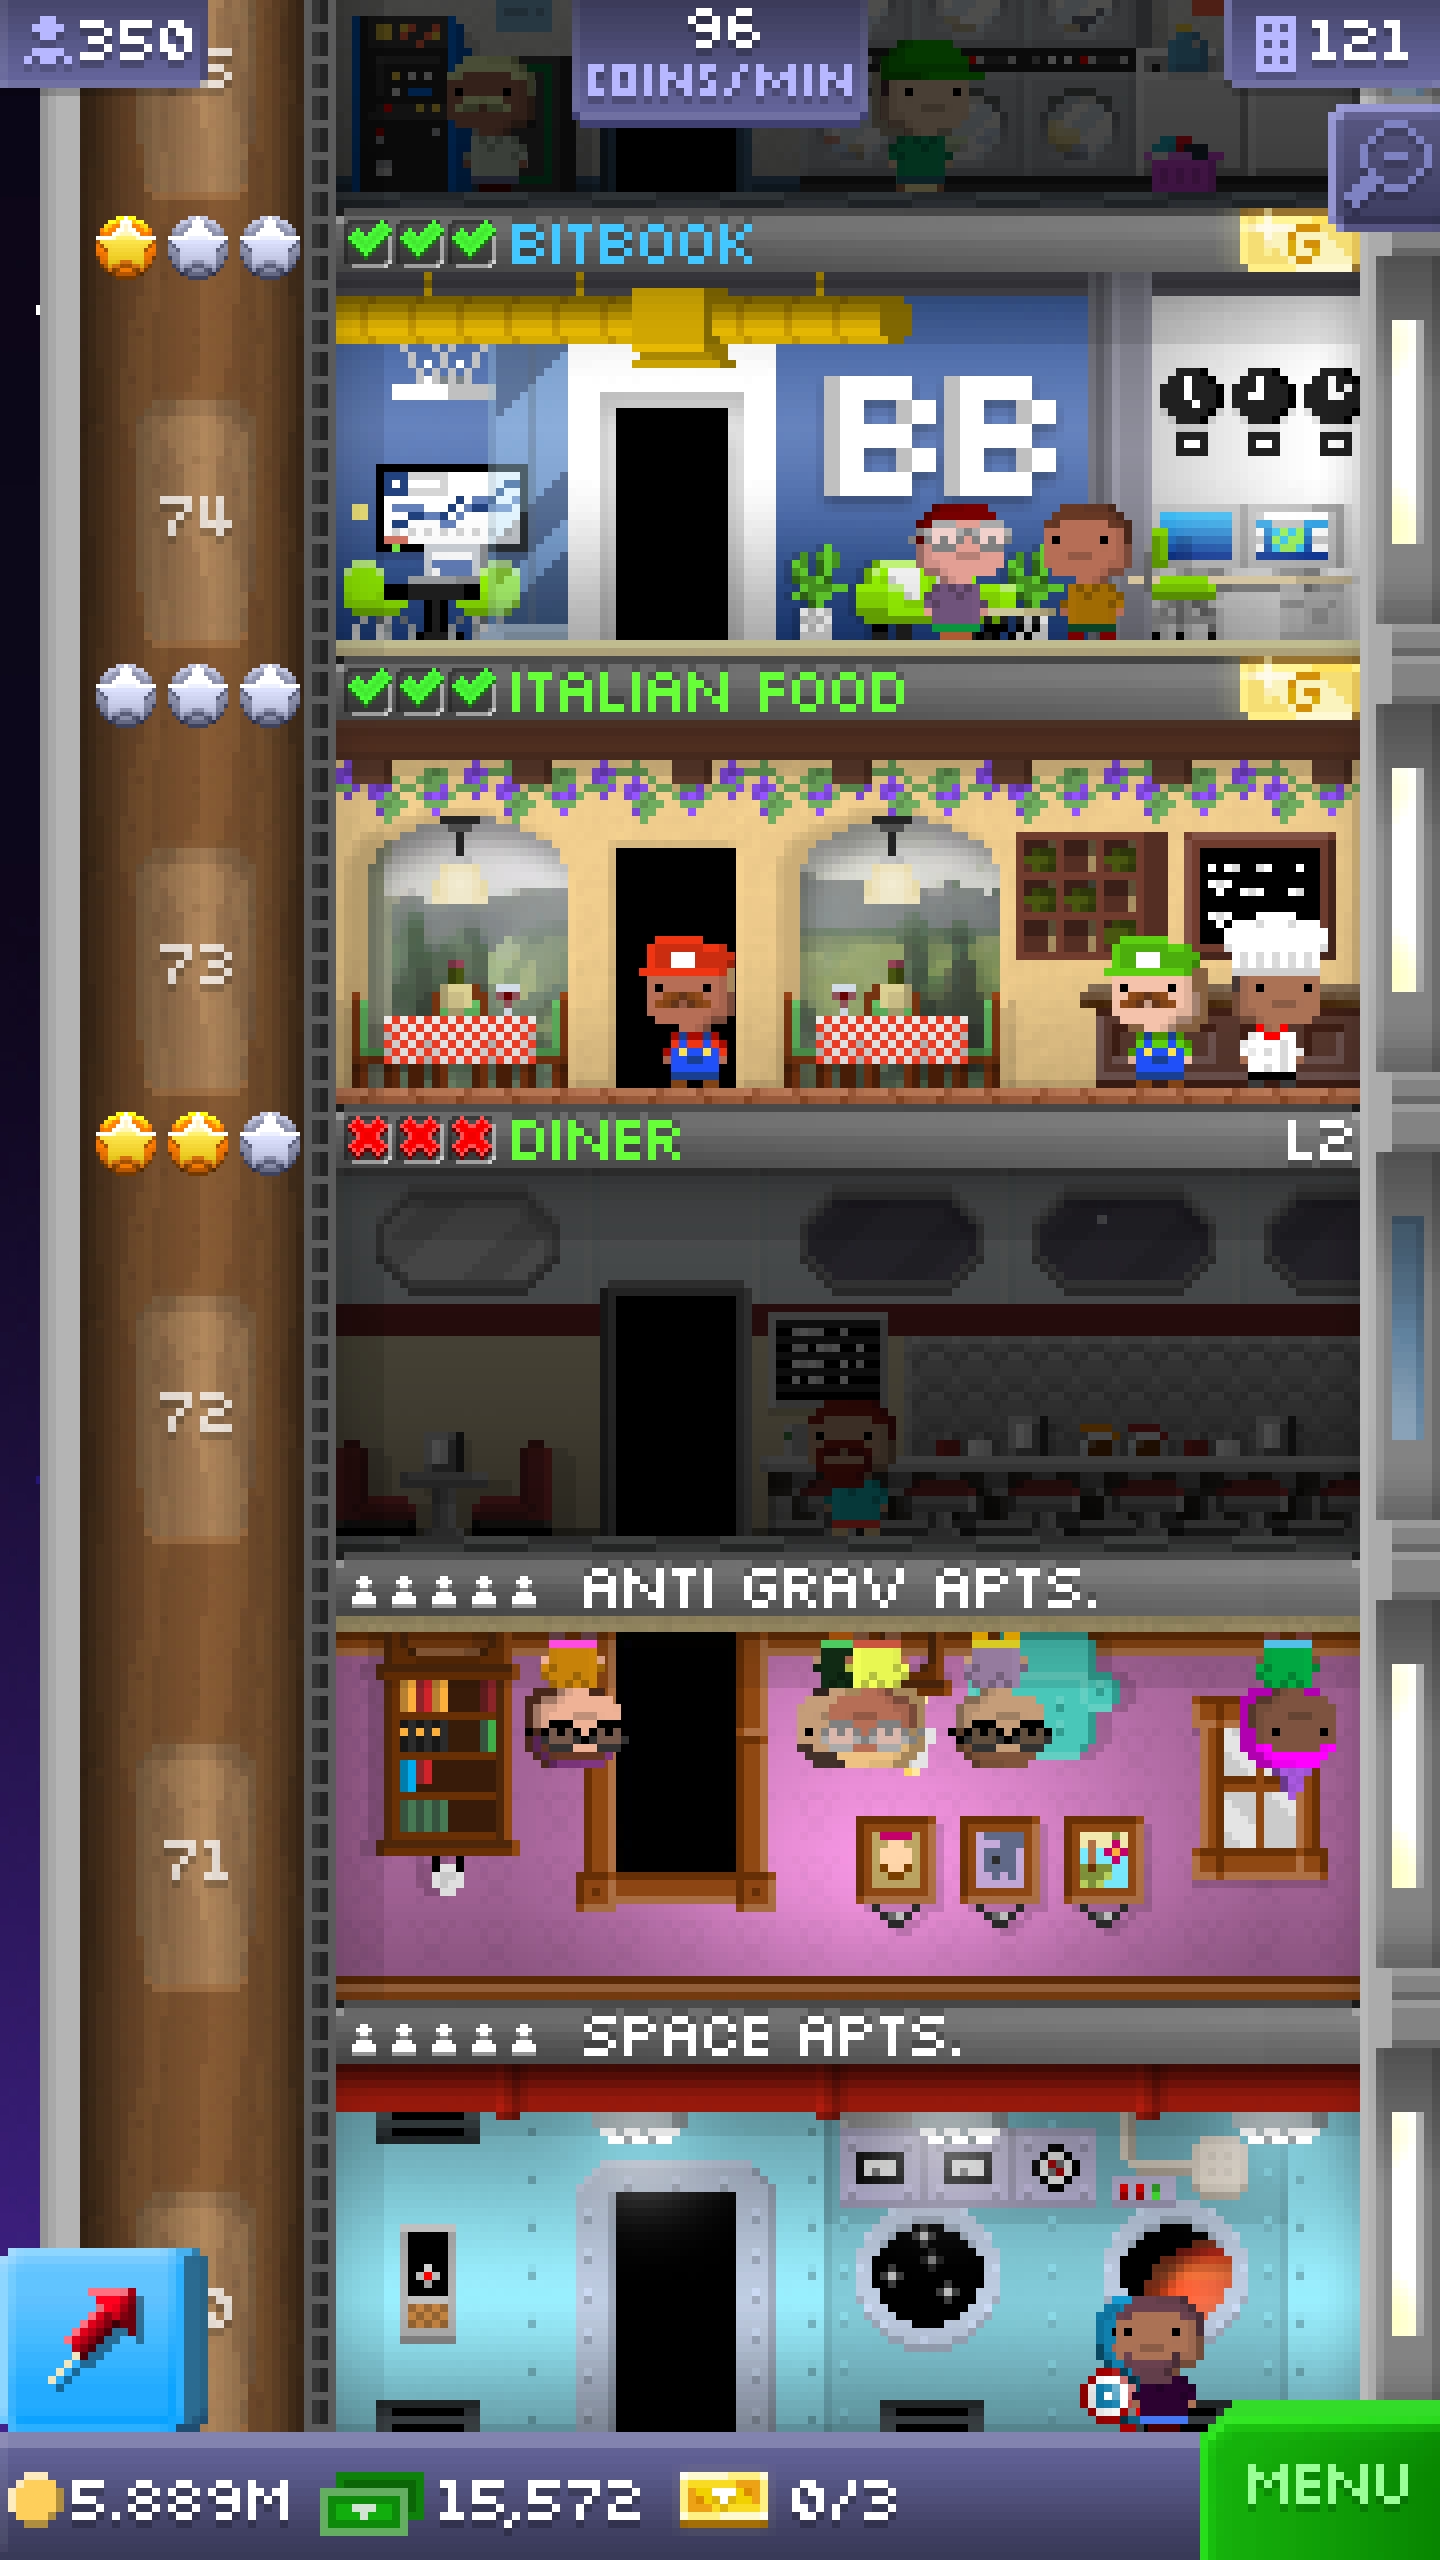 350
96
COINS/MIN
121
BITBOOK
G
BB
74
ITALIAN FOOD
G
73
DINER
L2
72
ANTI GRAV APTS.
71
SPACE APTS.
5.889M
15,572
0/3
MENU